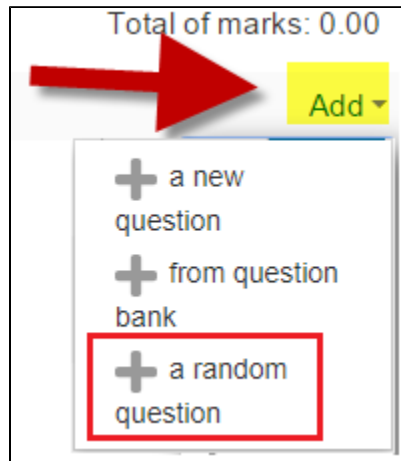 Total of marks: 0.00
Add
a new
question
from question
bank
a random
question